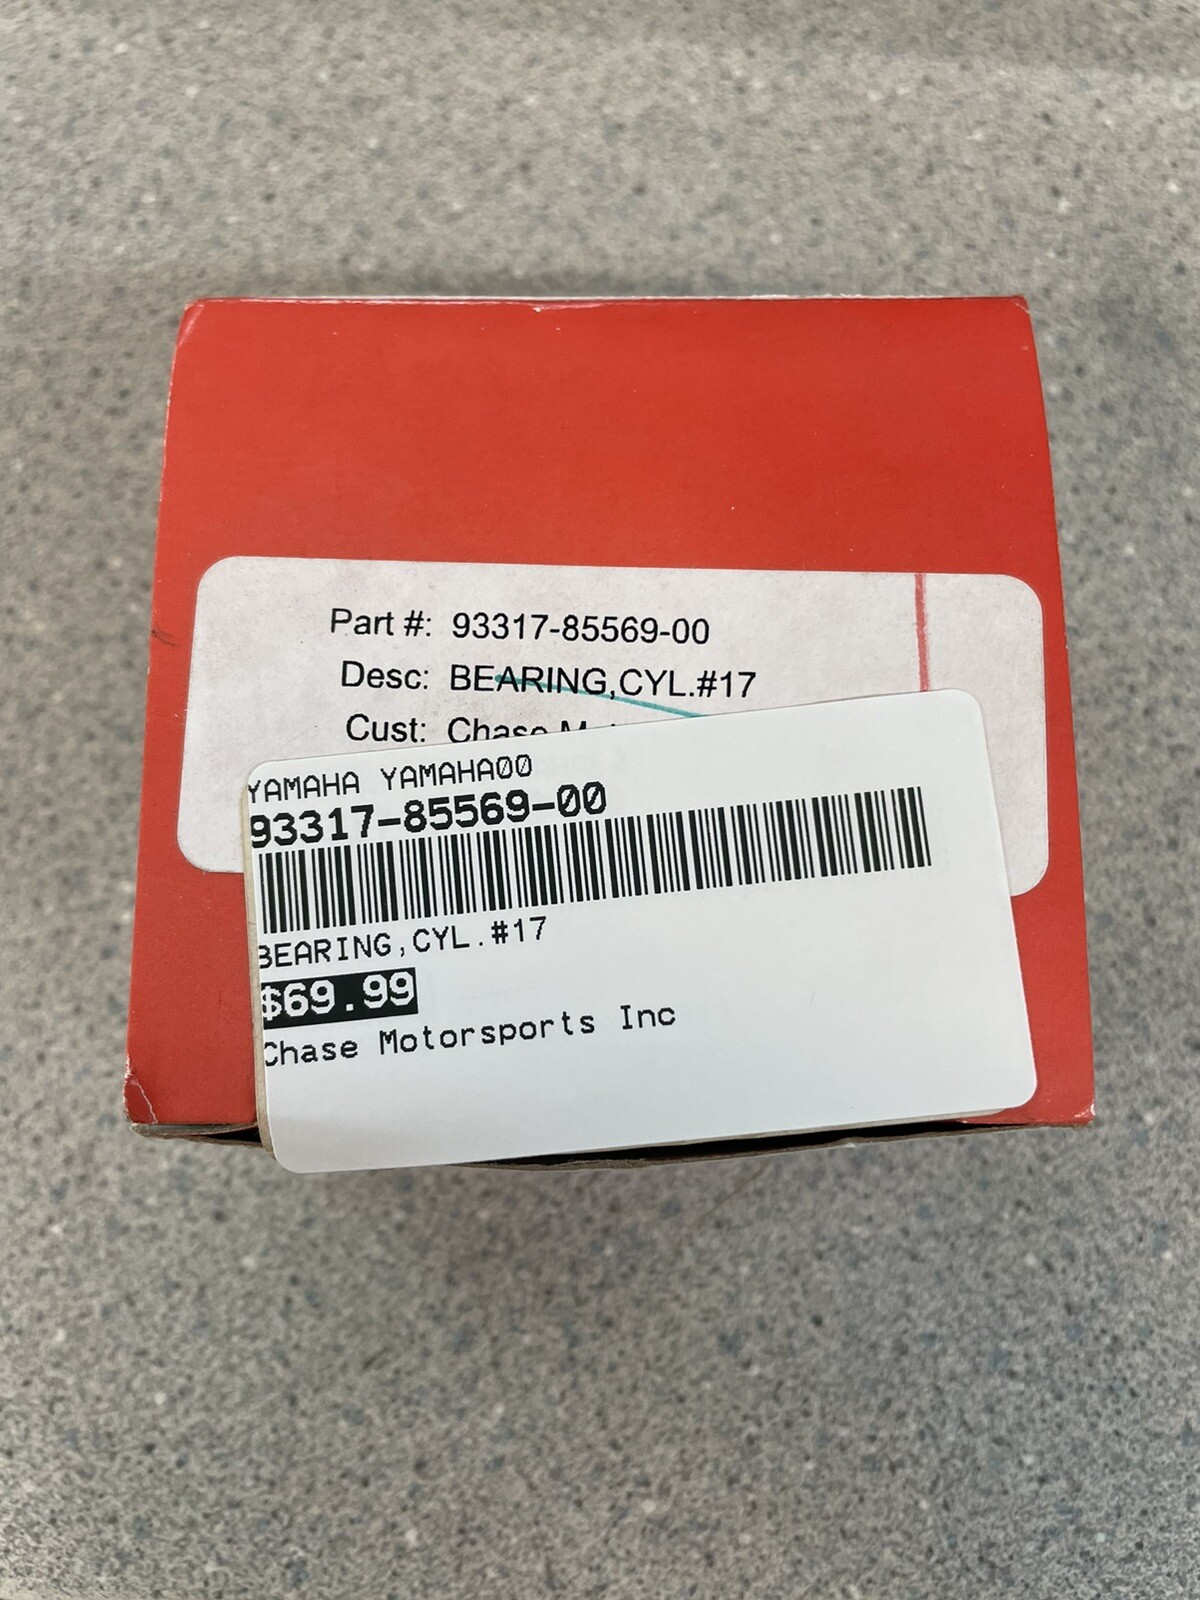 Part #: 93317-85569-00
Desc: BEARING,CYL.#17
Cust: Chase
YAMAHA YAMAHA00
93317-85569-00
BEARING,CYL.#17
$69.99
Chase Motorsports Inc